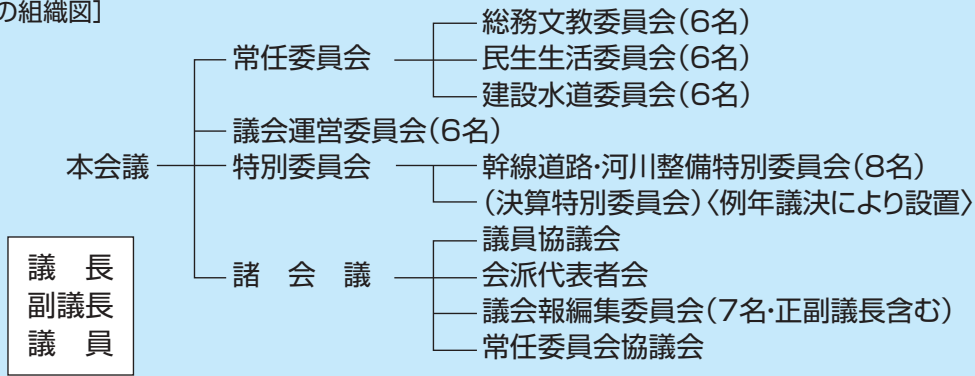 の組織図]
総務文教委員会(6名)
常任委員会
民生生活委員会(6名)
建設水道委員会(6名)
議会運営委員会(6名)
本会議
特別委員会
幹線道路・河川整備特別委員会(8名)
(決算特別委員会)〈例年議決により設置〉
議員協議会
諸　会　議
会派代表者会
議会報編集委員会(7名・正副議長含む)
常任委員会協議会
議　長
副議長
議　員